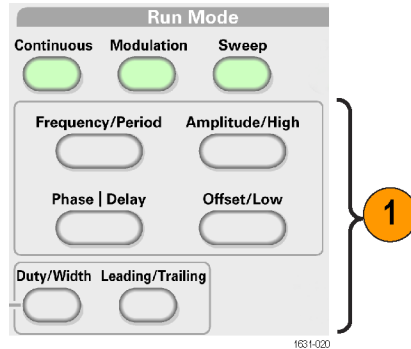 Run Mode
Continuous Modulation Sweep
Frequency/Period Amplitude/High
Phase | Delay Offset/Low
1
Duty/Width Leading/Trailing
1631-020